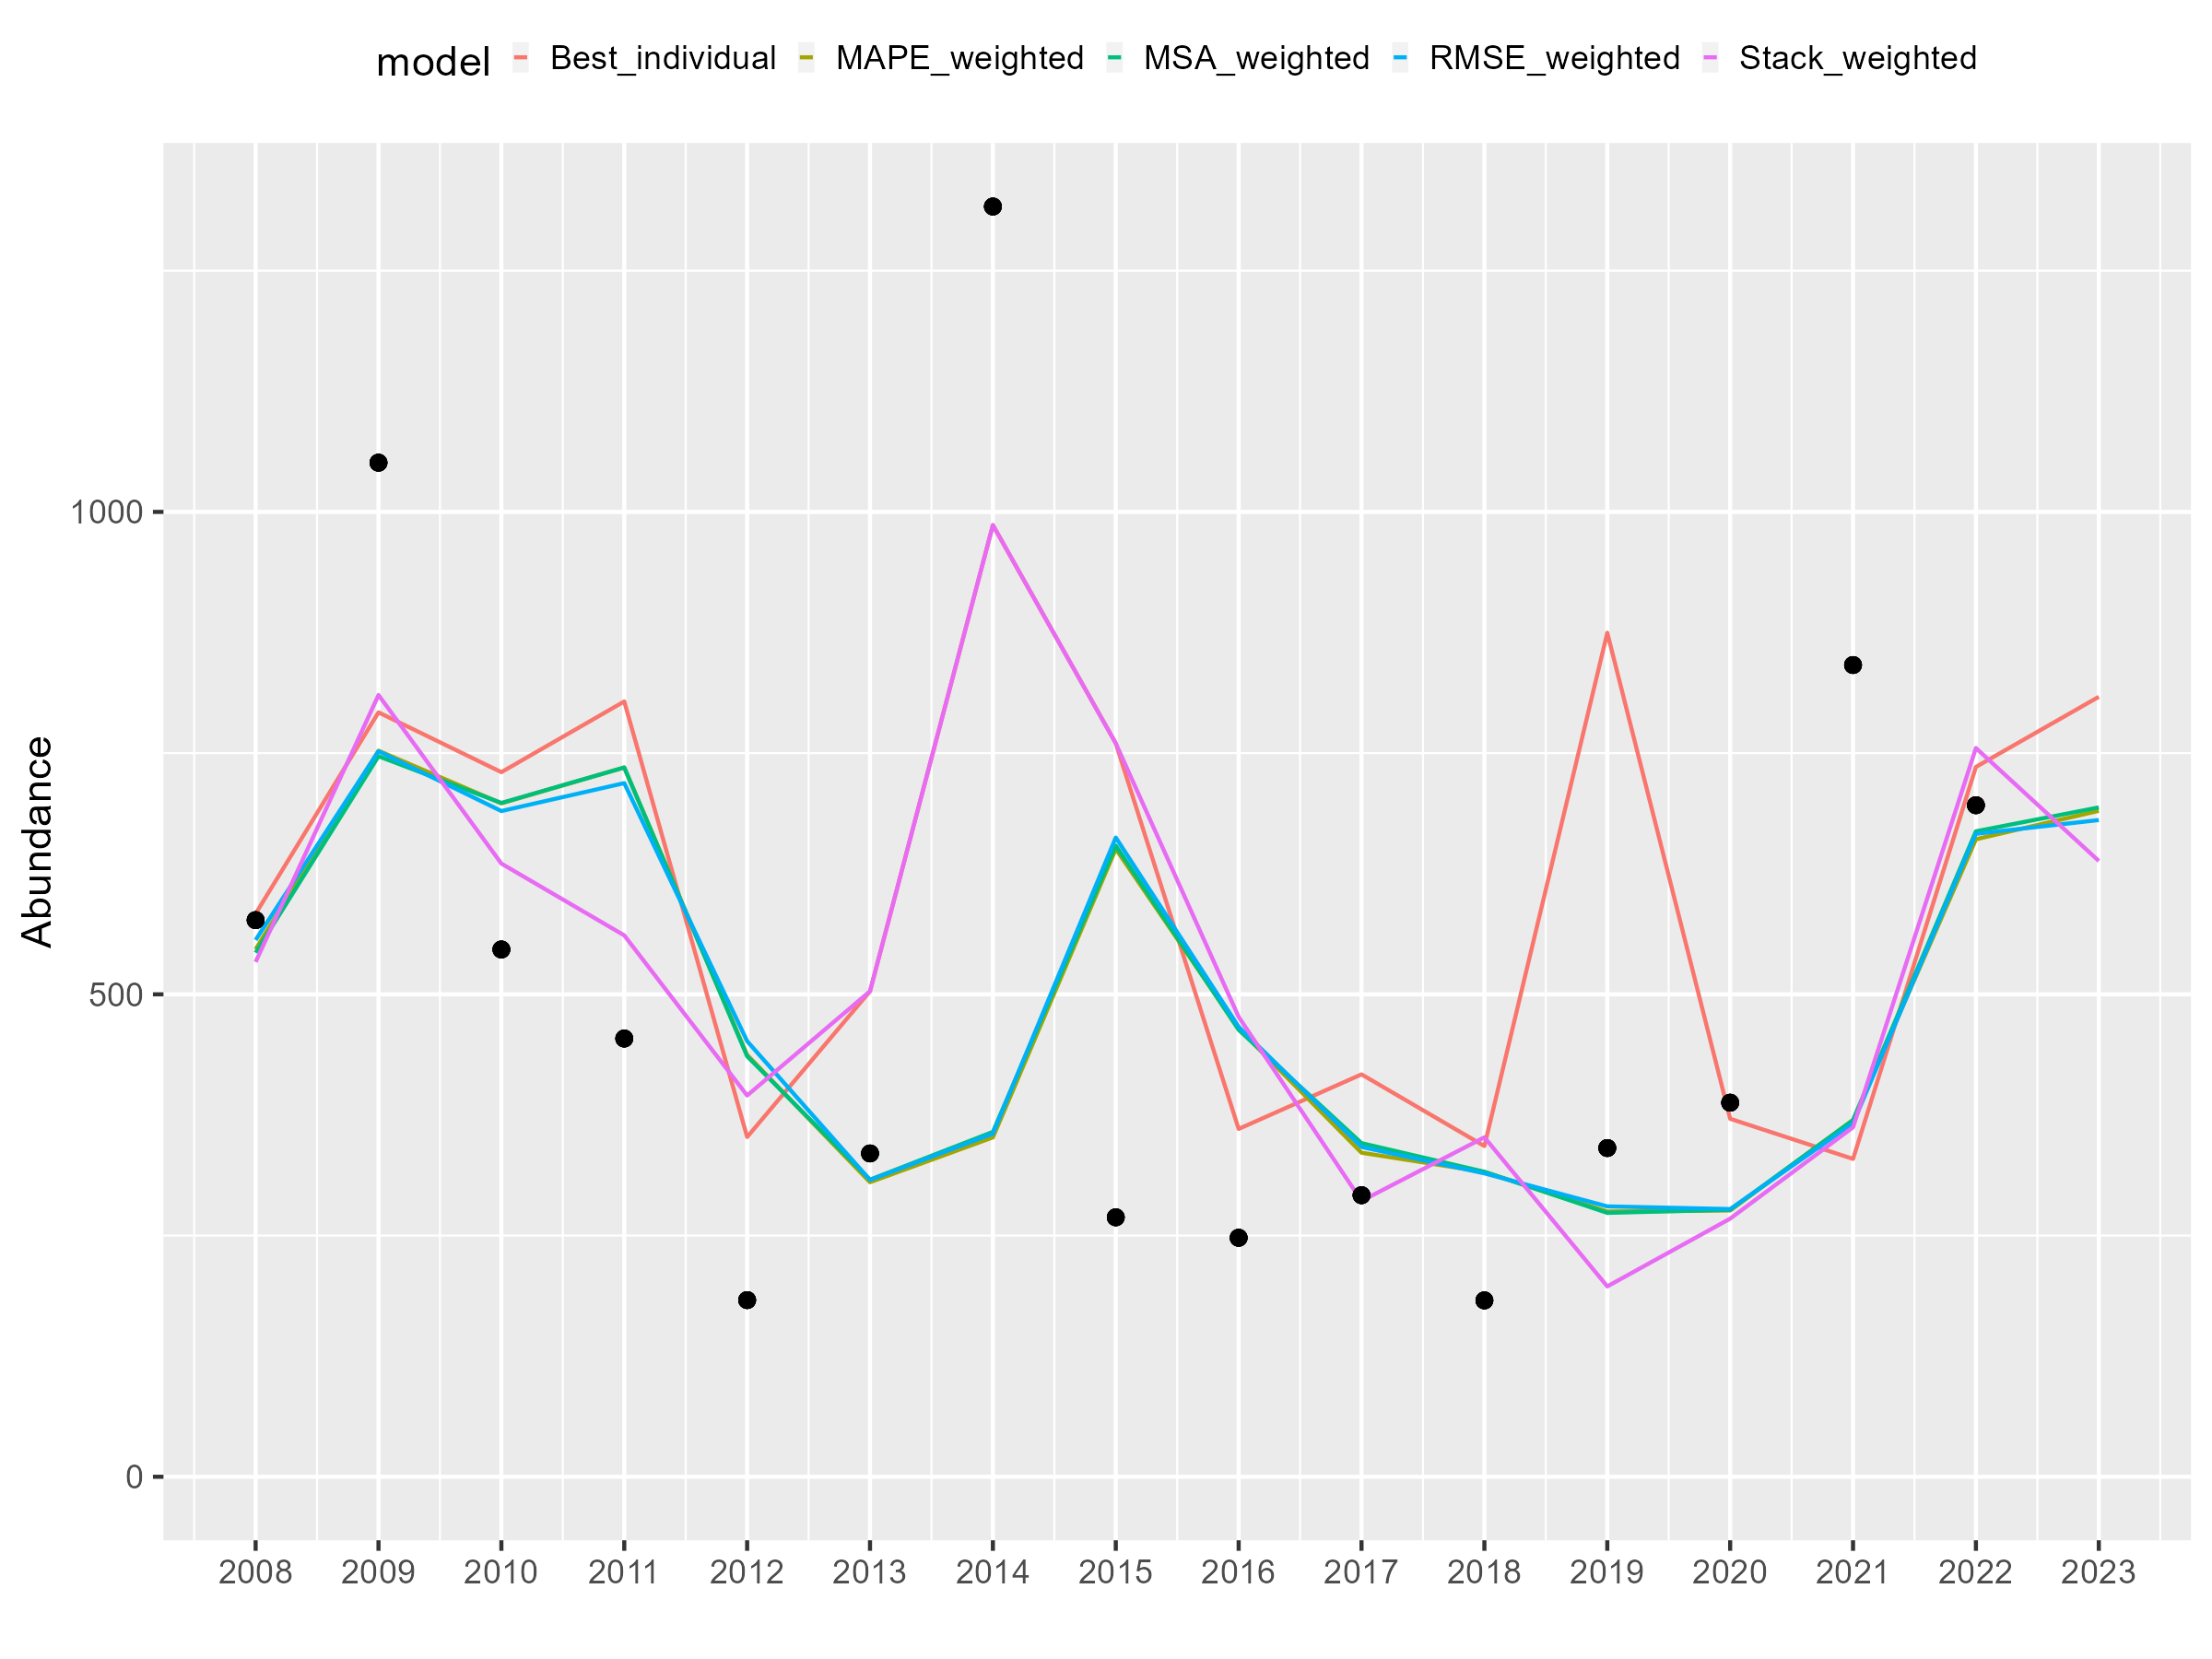 model Best_individual MAPE_weighted MSA_weighted RMSE_weighted Stack_weighted
Abundance
1000
500
0
2008 2009 2010 2011 2012 2013 2014 2015 2016 2017 2018 2019 2020 2021 2022 2023